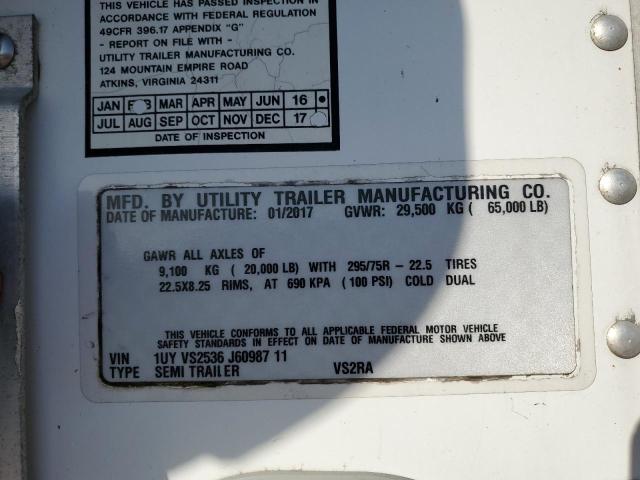 THIS VEHICLE HAS PASSED INSPECTION IN
ACCORDANCE WITH FEDERAL REGULATION
49CFR 396.17 APPENDIX "G"
- REPORT ON FILE WITH -
UTILITY TRAILER MANUFACTURING CO.
124 MOUNTAIN EMPIRE ROAD
ATKINS, VIRGINIA 24311
JAN MAR APR MAY JUN 16
JUL AUG SEP OCT NOV DEC 17
DATE OF INSPECTION
MFD. BY UTILITY TRAILER MANUFACTURING CO.
DATE OF MANUFACTURE: 01/2017 GVWR: 29,500 KG ( 65,000 LB)
GAWR ALL AXLES OF
9,100 KG ( 20,000 LB) WITH 295/75R - 22.5 TIRES
22.5X8.25 RIMS, AT 690 KPA ( 100 PSI) COLD DUAL
THIS VEHICLE CONFORMS TO ALL APPLICABLE FEDERAL MOTOR VEHICLE
SAFETY STANDARDS IN EFFECT ON DATE OF MANUFACTURE SHOWN ABOVE
VIN 1UY VS2536 J60987 11
TYPE SEMI TRAILER VS2RA